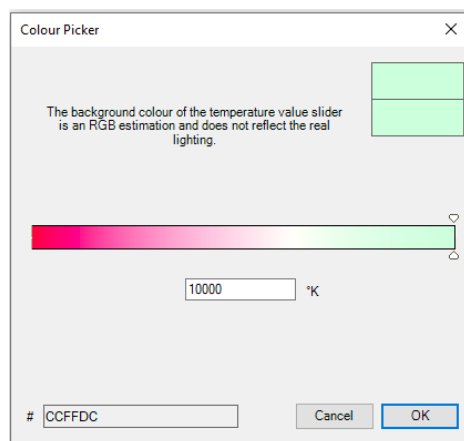 Colour Picker
The background colour of the temperature value slider
is an RGB estimation and does not reflect the real
lighting.
10000 °K
# CCFFDC Cancel OK